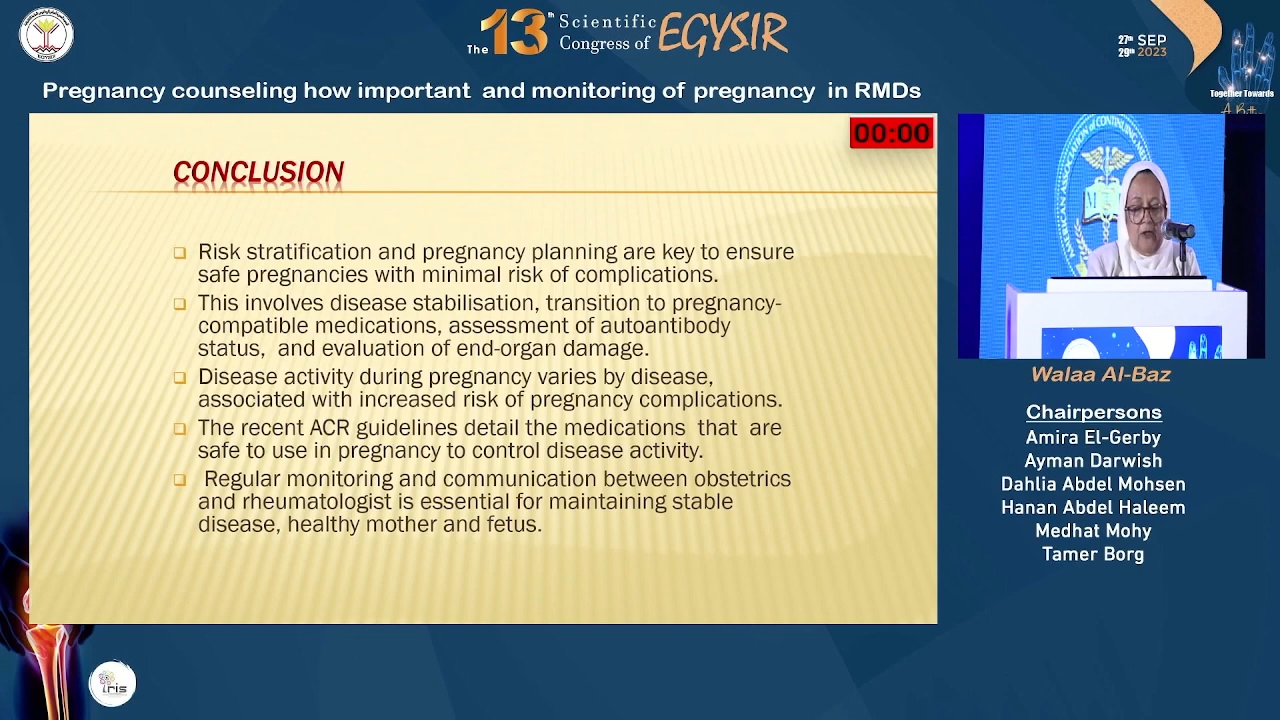 The 13th Scientific Congress of EGYSIR
27th SEP
29th 2023
Together Towards
Pregnancy counseling how important and monitoring of pregnancy in RMDs
00:00
CONCLUSION
Risk stratification and pregnancy planning are key to ensure
safe pregnancies with minimal risk of complications.
This involves disease stabilisation, transition to pregnancy-
compatible medications, assessment of autoantibody
status, and evaluation of end-organ damage.
Disease activity during pregnancy varies by disease,
associated with increased risk of pregnancy complications.
The recent ACR guidelines detail the medications that are
safe to use in pregnancy to control disease activity.
Regular monitoring and communication between obstetrics
and rheumatologist is essential for maintaining stable
disease, healthy mother and fetus.
Walaa Al-Baz
Chairpersons
Amira El-Gerby
Ayman Darwish
Dahlia Abdel Mohsen
Hanan Abdel Haleem
Medhat Mohy
Tamer Borg
iris